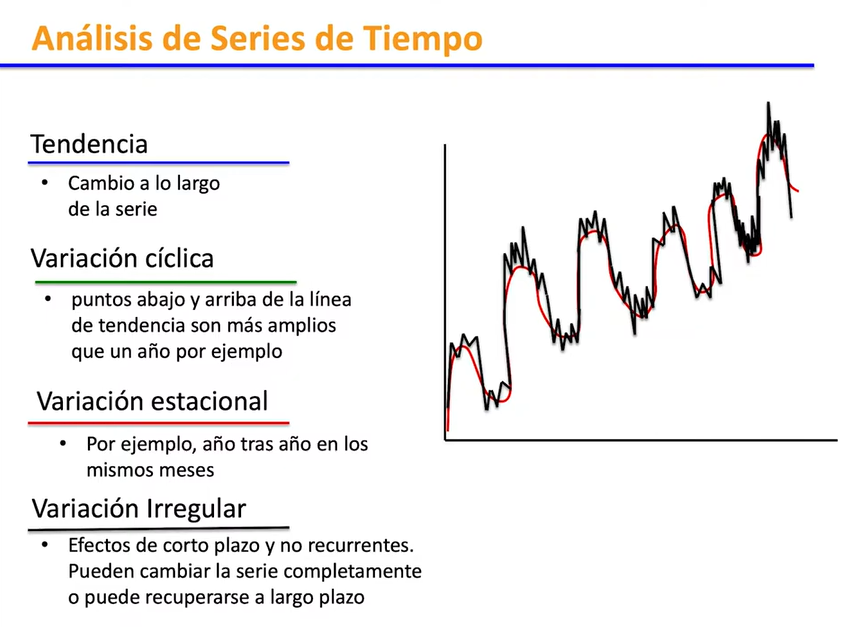 Análisis de Series de Tiempo
Tendencia
• Cambio a lo largo
de la serie
Variación cíclica
• puntos abajo y arriba de la línea
de tendencia son más amplios
que un año por ejemplo
Variación estacional
• Por ejemplo, año tras año en los
mismos meses
Variación Irregular
• Efectos de corto plazo y no recurrentes.
Pueden cambiar la serie completamente
o puede recuperarse a largo plazo